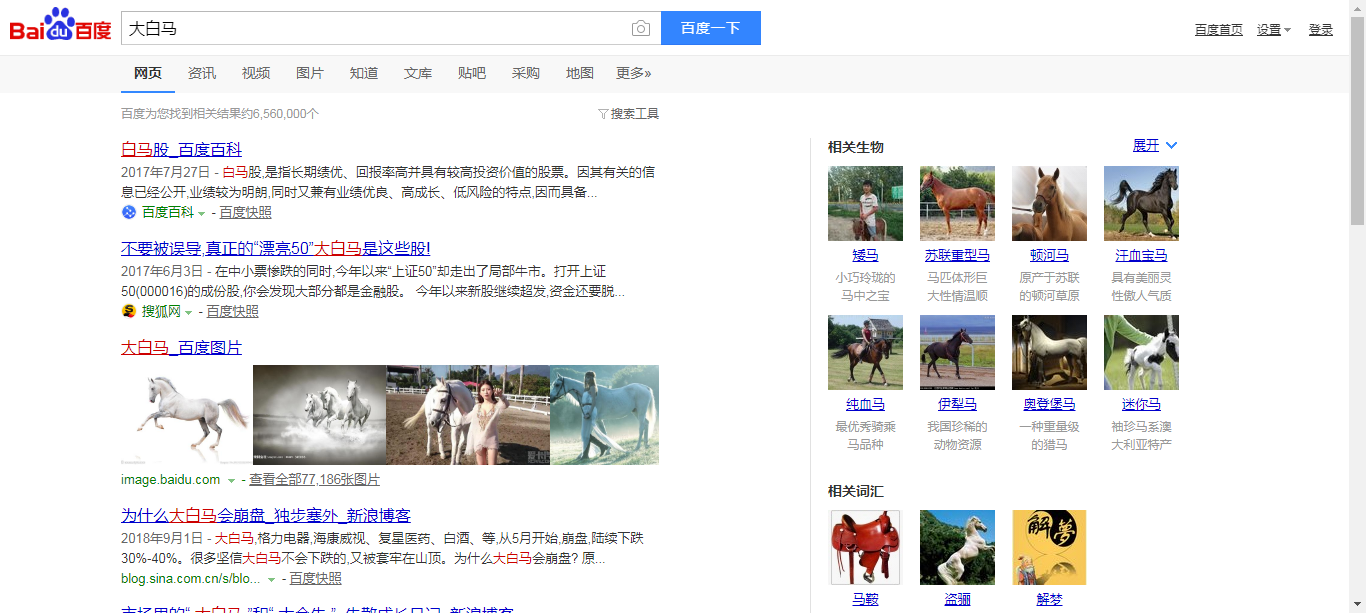 Bai du 百度
大白马
百度一下
百度首页 设置 登录
网页 资讯 视频 图片 知道 文库 贴吧 采购 地图 更多»
百度为您找到相关结果约6,560,000个
搜索工具
白马股_百度百科
2017年7月27日 - 白马股,是指长期绩优、回报率高并具有较高投资价值的股票。因其有关的信
息已经公开,业绩较为明朗,同时又兼有业绩优良、高成长、低风险的特点,因而具备...
百度百科 - 百度快照
不要被误导,真正的“漂亮50”大白马是这些股!
2017年6月3日 - 在中小票惨跌的同时,今年以来“上证50”却走出了局部牛市。打开上证
50(000016)的成份股,你会发现大部分都是金融股。 今年以来新股继续超发,资金还要脱...
搜狐网 - 百度快照
大白马_百度图片
image.baidu.com - 查看全部77,186张图片
为什么大白马会崩盘_独步塞外_新浪博客
2018年9月1日 - 大白马,格力电器,海康威视、复星医药、白酒、等,从5月开始,崩盘,陆续下跌
30%-40%。很多坚信大白马不会下跌的,又被套牢在山顶。为什么大白马会崩盘? 原...
blog.sina.com.cn/s/blo... - 百度快照
相关生物
展开
矮马 苏联重型马 顿河马 汗血宝马
小巧玲珑的 马匹体形巨 原产于苏联 具有美丽灵
马中之宝 大性情温顺 的顿河草原 性傲人气质
纯血马 伊犁马 奥登堡马 迷你马
最优秀骑乘 我国珍稀的 一种重量级 袖珍马系澳
马品种 动物资源 的猎马 大利亚特产
相关词汇
解夢
马鞍 盗骊 解梦